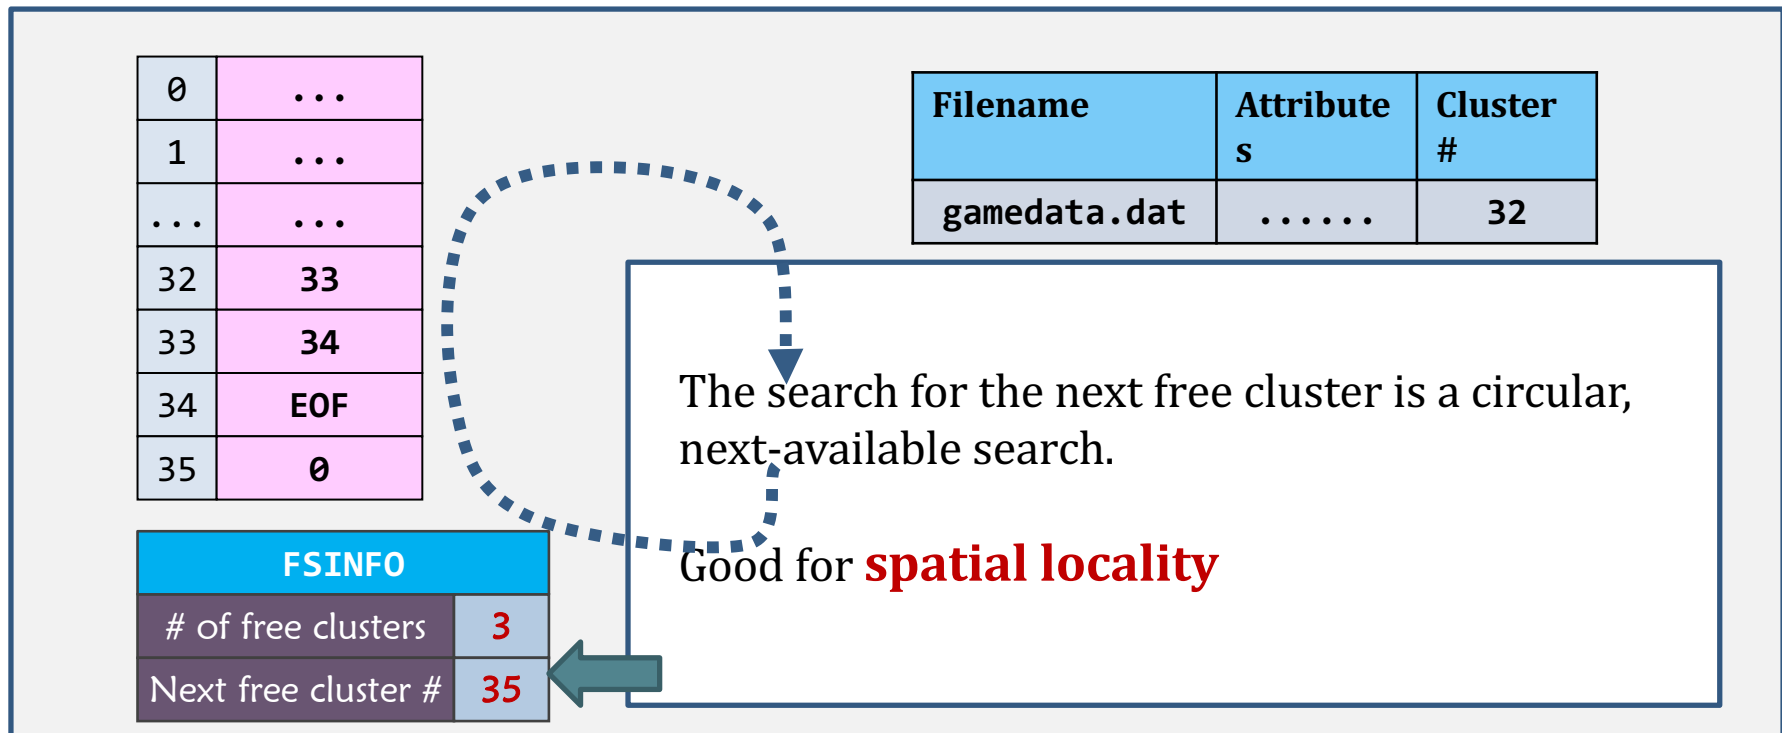 0 ...
1 ...
... ...
32 33
33 34
34 EOF
35 0
FSINFO
# of free clusters 3
Next free cluster # 35
Filename Attribute Cluster
s #
gamedata.dat ...... 32
The search for the next free cluster is a circular,
next-available search.
Good for spatial locality